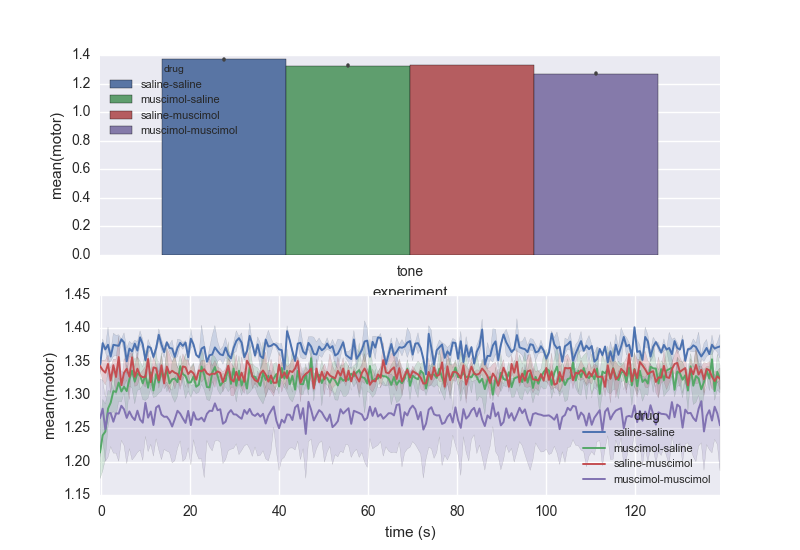 mean(motor)
1.4
1.2
1.0
0.8
0.6
0.4
0.2
0.0
drug
saline-saline
muscimol-saline
saline-muscimol
muscimol-muscimol
tone
experiment
mean(motor)
1.45
1.40
1.35
1.30
1.25
1.20
1.15
drug
saline-saline
muscimol-saline
saline-muscimol
muscimol-muscimol
0 20 40 60 80 100 120
time (s)